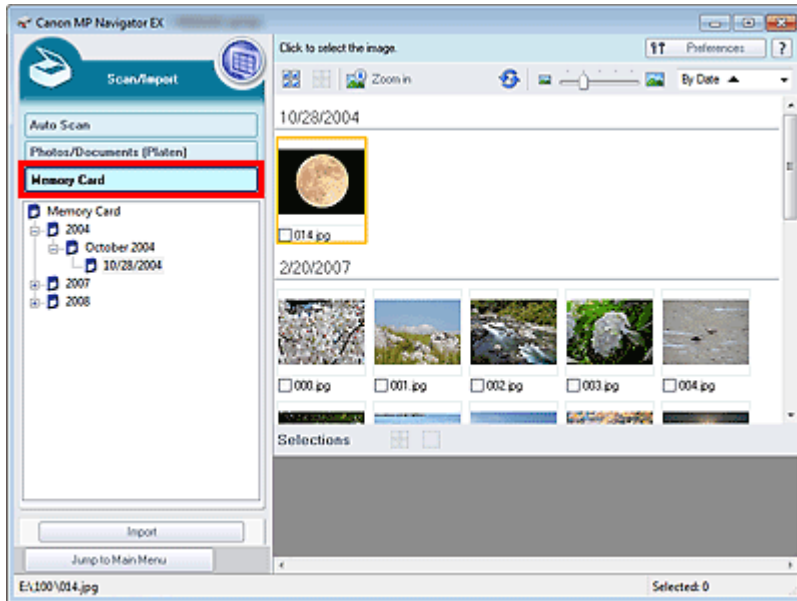 Canon MP Navigator EX
Scan/Import
Click to select the image.
Preferences
?
Zoom in
By Date
Auto Scan
Photos/Documents (Platen)
Memory Card
Memory Card
2004
October 2004
10/28/2004
2007
2008
10/28/2004
014.jpg
2/20/2007
000.jpg
001.jpg
002.jpg
003.jpg
004.jpg
Selections
Import
Jump to Main Menu
E:\100\014.jpg
Selected: 0